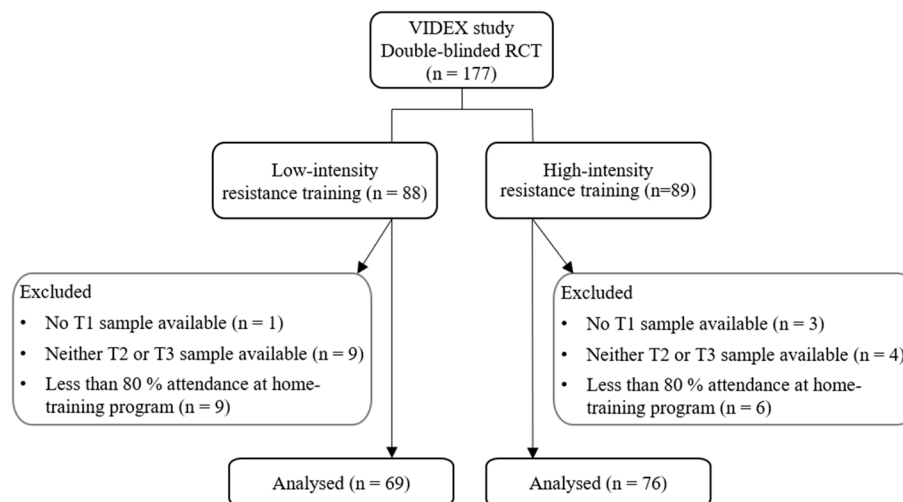 VIDEX study
Double-blinded RCT
(n = 177)
Low-intensity
resistance training (n = 88)
High-intensity
resistance training (n=89)
Excluded
• No T1 sample available (n = 1)
• Neither T2 or T3 sample available (n = 9)
• Less than 80 % attendance at home-
training program (n = 9)
Excluded
• No T1 sample available (n = 3)
• Neither T2 or T3 sample available (n = 4)
• Less than 80 % attendance at home-
training program (n = 6)
Analysed (n = 69)
Analysed (n = 76)